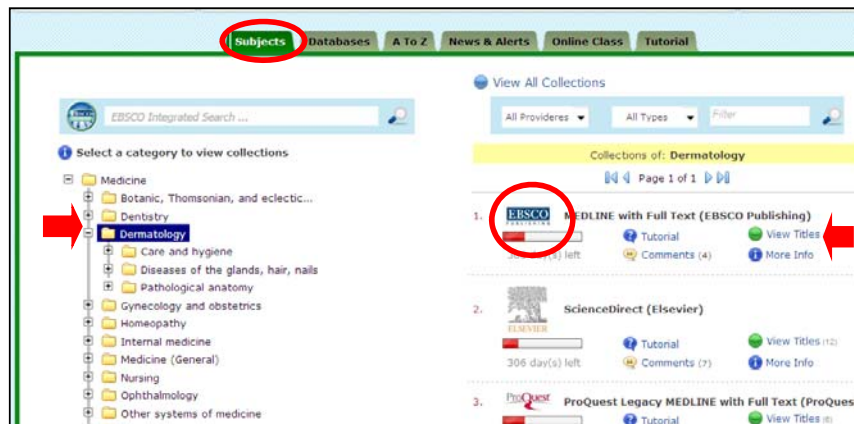 Subjects Databases A To Z News & Alerts Online Class Tutorial
EBSCO Integrated Search ...
Select a category to view collections
Medicine
Botanic, Thomsonian, and eclectic...
Dentistry
Dermatology
Care and hygiene
Diseases of the glands, hair, nails
Pathological anatomy
Gynecology and obstetrics
Homeopathy
Internal medicine
Medicine (General)
Nursing
Ophthalmology
Other systems of medicine
View All Collections
All Provideres All Types Filter
Collections of: Dermatology
Page 1 of 1
1. EBSCO PUBLISHING MEDLINE with Full Text (EBSCO Publishing)
Tutorial View Titles
day(s) left Comments (4) More Info
2. ELSEVIER ScienceDirect (Elsevier)
Tutorial View Titles (12)
306 day(s) left Comments (7) More Info
3. ProQuest ProQuest Legacy MEDLINE with Full Text (ProQues
Tutorial View Titles (6)